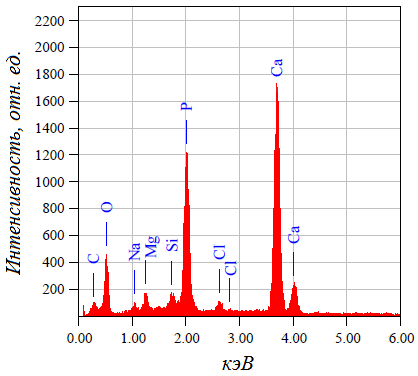 Интенсивность, отн. ед.
2200
2000
1800
1600
1400
1200
1000
800
600
400
200
C
O
Na
Mg
Si
P
Cl
Cl
Ca
Ca
0.00 1.00 2.00 3.00 4.00 5.00 6.00
кэВ